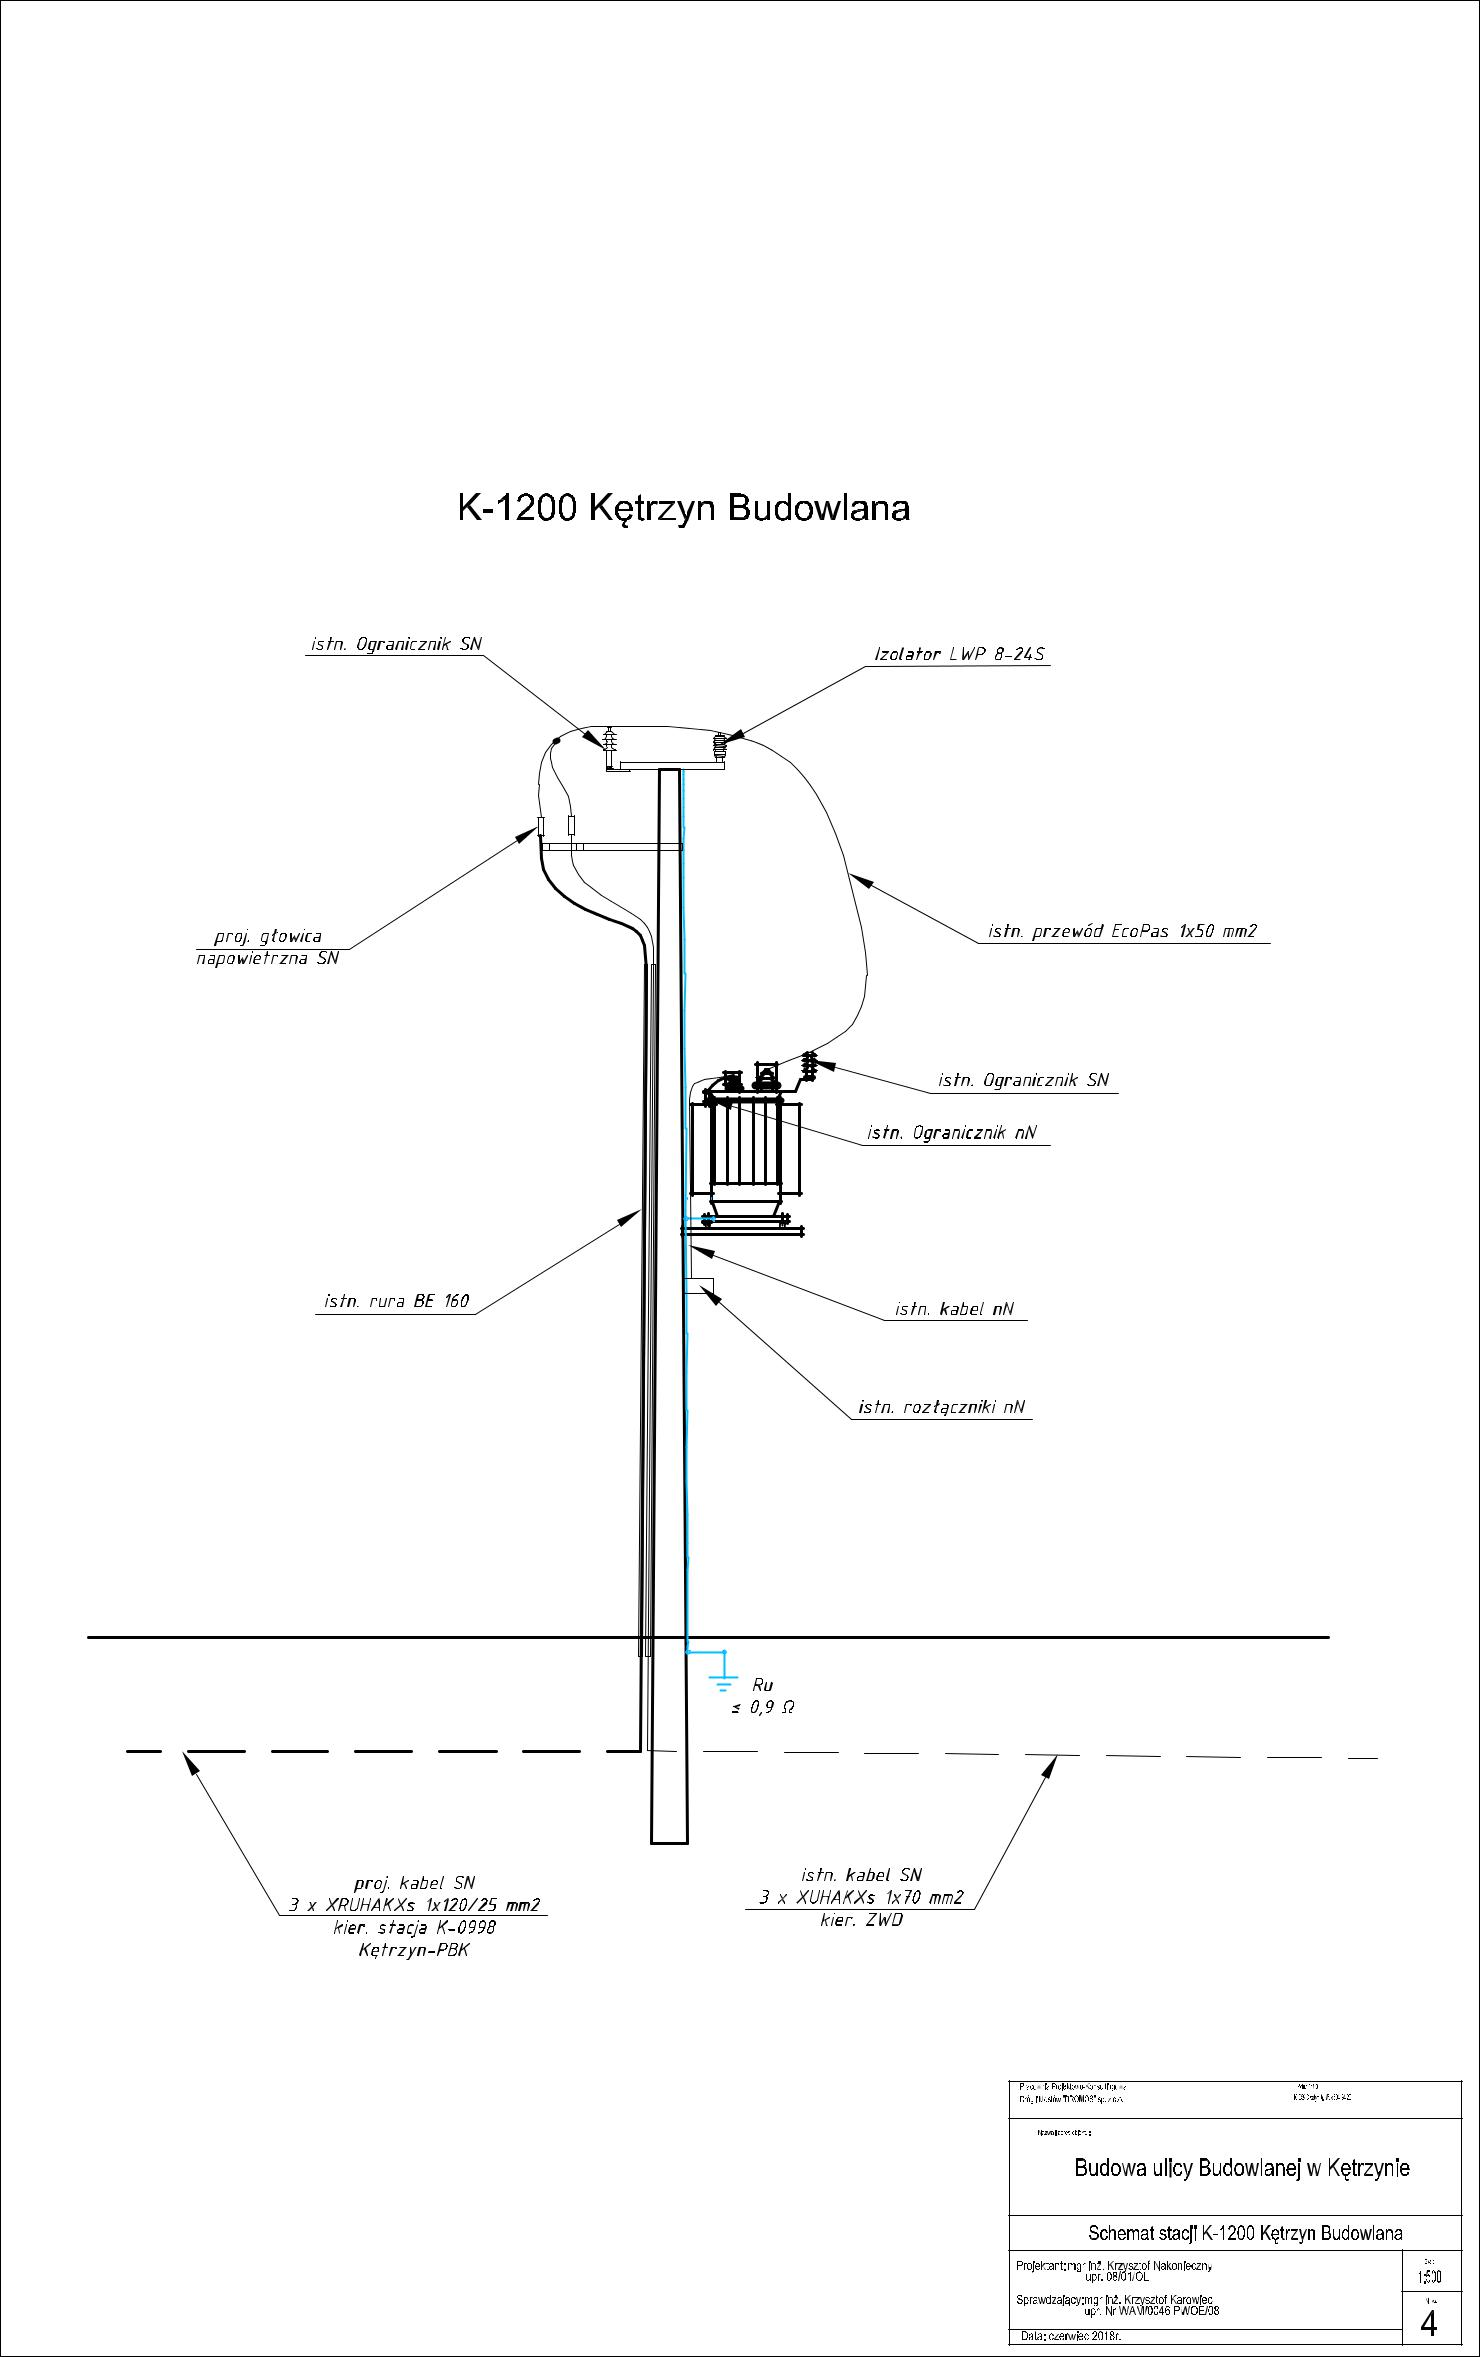 K-1200 Kętrzyn Budowlana
istn. Ogranicznik SN
Izolator LWP 8-24S
proj. głowica
napowietrzna SN
istn. przewód EcoPas 1x50 mm2
istn. Ogranicznik SN
istn. Ogranicznik nN
istn. rura BE 160
istn. kabel nN
istn. rozłączniki nN
Ru
≤ 0,9 Ω
proj. kabel SN
3 x XRUHAKXs 1x120/25 mm2
kier. stacja K-0998
Kętrzyn-PBK
istn. kabel SN
3 x XUHAKXs 1x70 mm2
kier. ZWD
"DROMOS"
Budowa ulicy Budowlanej w Kętrzynie
Schemat stacji K-1200 Kętrzyn Budowlana
Projektant:mgr inż. Krzysztof Nakonieczny
upr. 08/01/OL
1:500
Sprawdzający:mgr inż. Krzysztof Karowiec
upr. Nr WAM/0046 PWOE/08
4
Data: czerwiec 2018r.